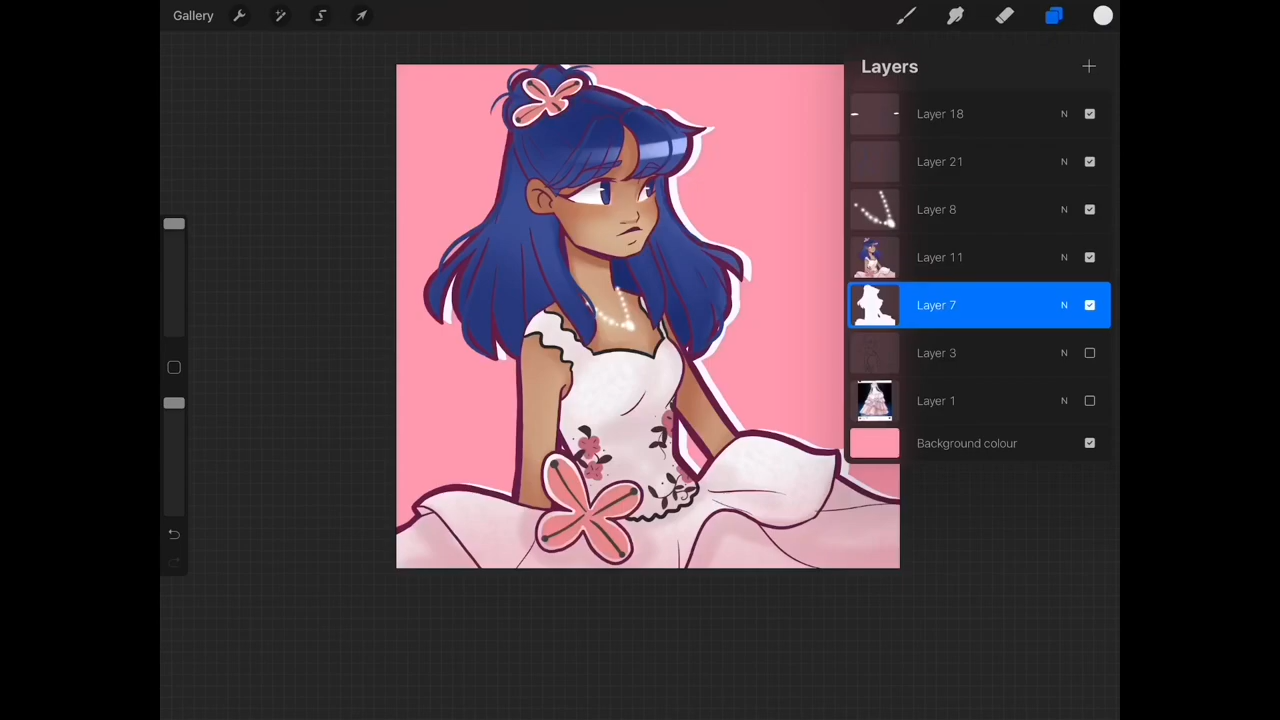 Gallery
Layers
Layer 18 N
Layer 21 N
Layer 8 N
Layer 11 N
Layer 7 N
Layer 3 N
Layer 1 N
Background colour